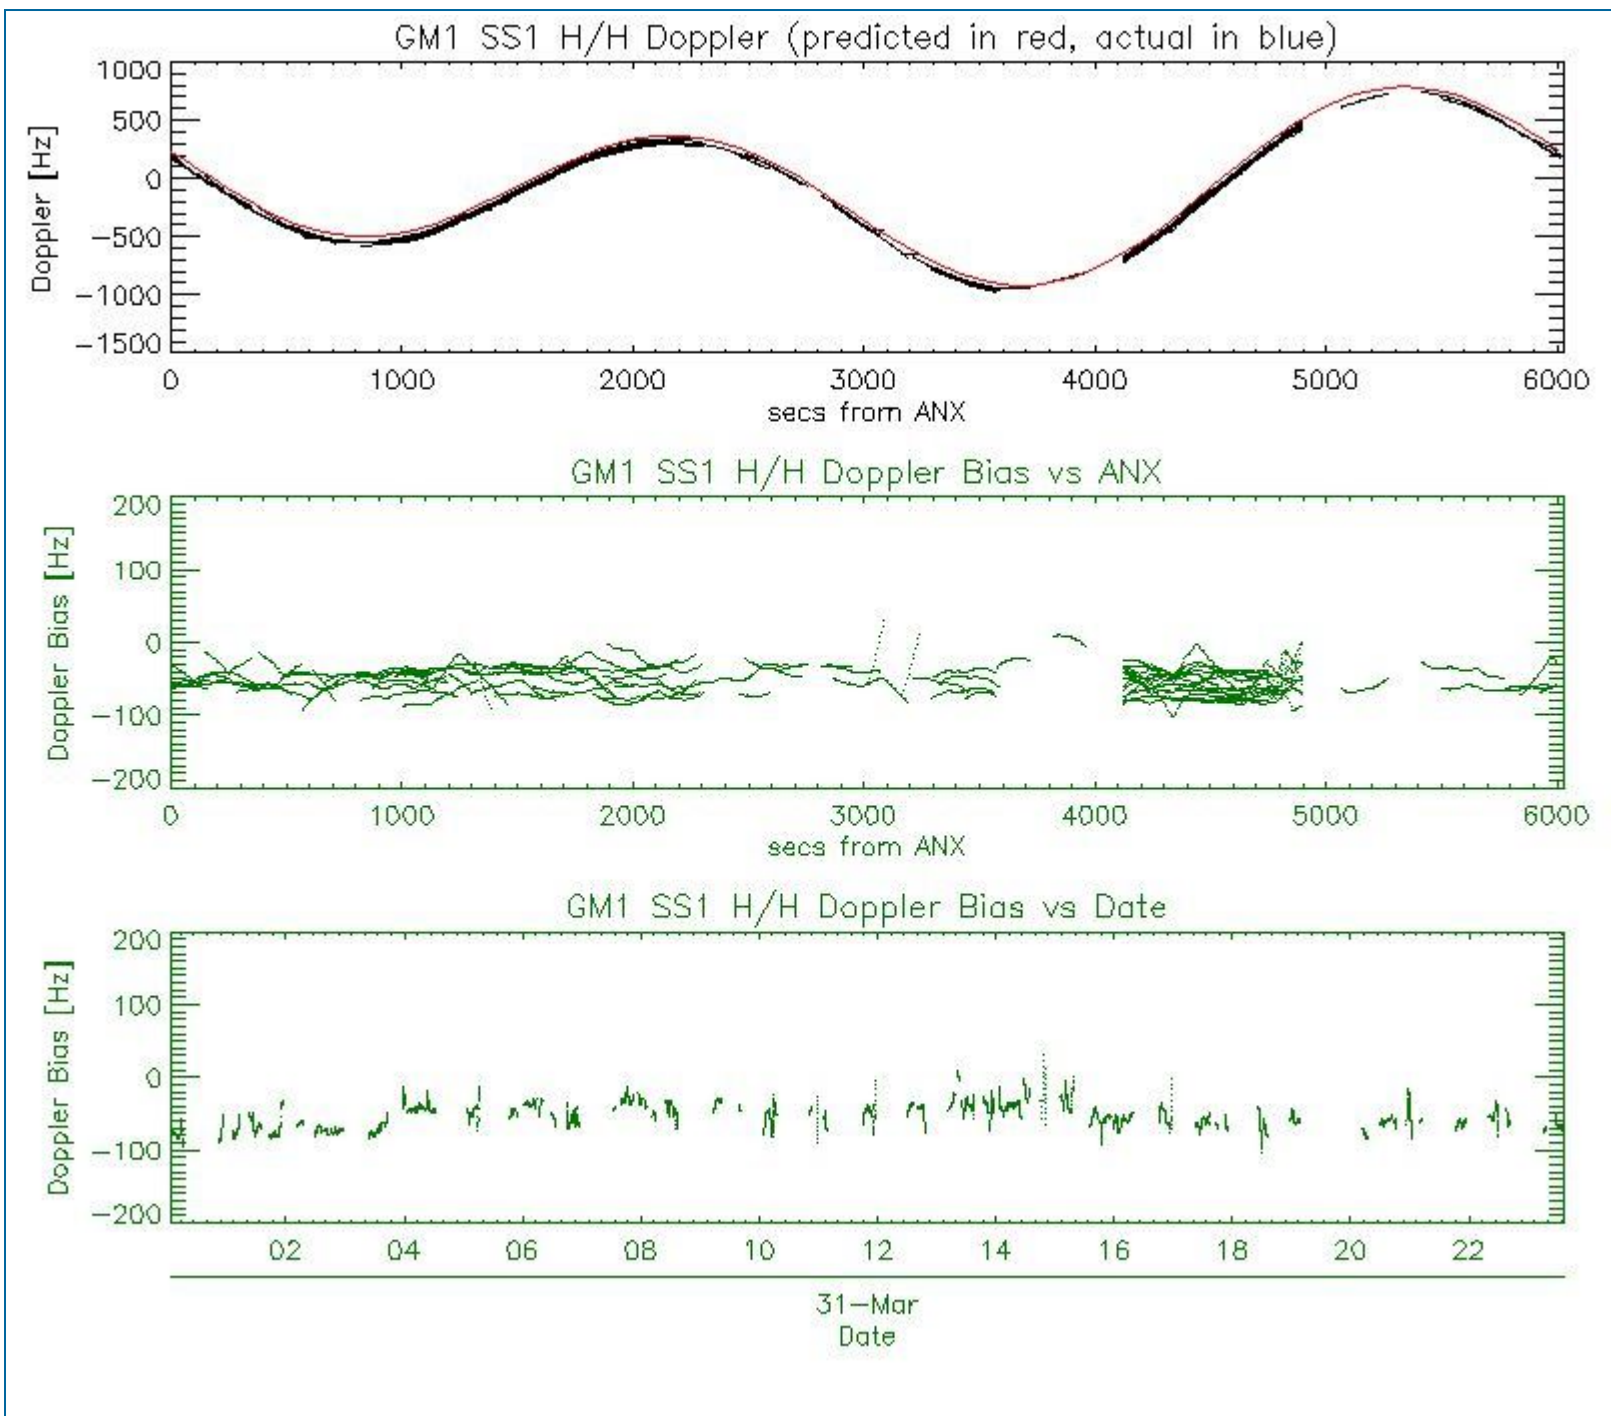 GM1 SS1 H/H Doppler (predicted in red, actual in blue)
1000
500
0
-500
-1000
-1500
Doppler [Hz]
0 1000 2000 3000 4000 5000 6000
secs from ANX
GM1 SS1 H/H Doppler Bias vs ANX
200
100
0
-100
-200
Doppler Bias [Hz]
0 1000 2000 3000 4000 5000 6000
secs from ANX
GM1 SS1 H/H Doppler Bias vs Date
200
100
0
-100
-200
Doppler Bias [Hz]
02 04 06 08 10 12 14 16 18 20 22
31-Mar
Date